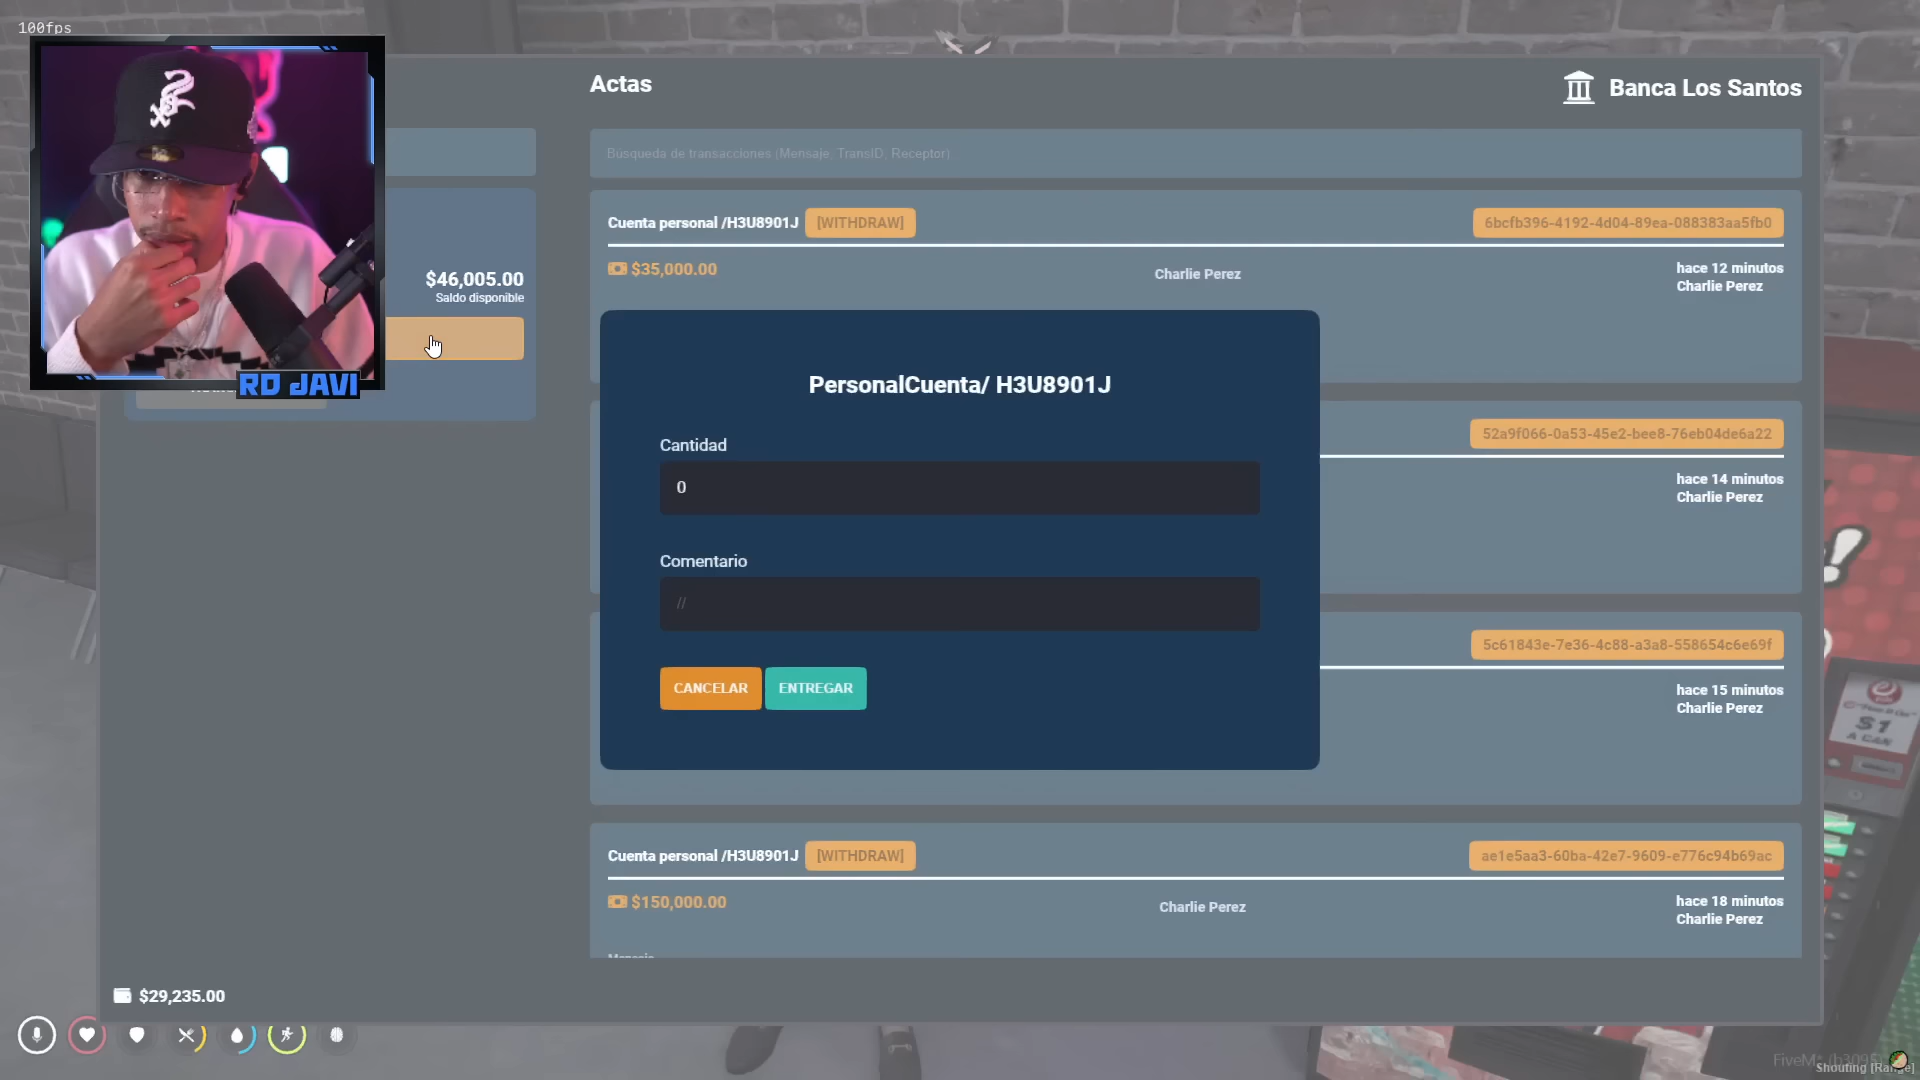 100fps
RD JAVI
$46,005.00
Saldo disponible
$29,235.00
Actas
Banca Los Santos
Búsqueda de transacciones (Mensaje, TransID, Receptor)
Cuenta personal /H3U8901J [WITHDRAW] 6bcfb396-4192-4d04-89ea-088383aa5fb0
$35,000.00 Charlie Perez hace 12 minutos
Charlie Perez
52a9f066-0a53-45e2-bee8-76eb04de6a22
hace 14 minutos
Charlie Perez
5c61843e-7e36-4c88-a3a8-558654c6e69f
hace 15 minutos
Charlie Perez
Cuenta personal /H3U8901J [WITHDRAW] ae1e5aa3-60ba-42e7-9609-e776c94b69ac
$150,000.00 Charlie Perez hace 18 minutos
Charlie Perez
PersonalCuenta/ H3U8901J
Cantidad
0
Comentario
//
CANCELAR ENTREGAR
$1
A CAN
FiveM
Shouting